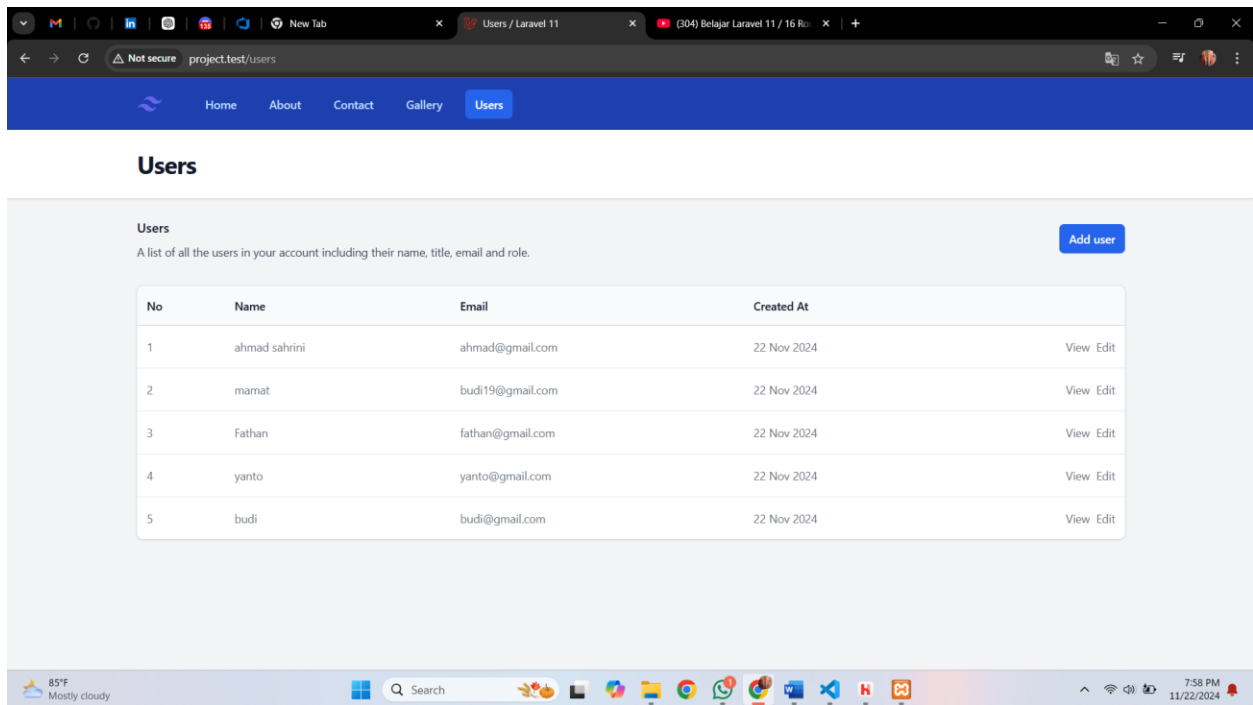 New Tab
Users / Laravel 11
(304) Belajar Laravel 11 / 16 Ro
Not secure project.test/users
Home About Contact Gallery Users
Users
Users
A list of all the users in your account including their name, title, email and role.
Add user
No Name Email Created At
1 ahmad sahrini ahmad@gmail.com 22 Nov 2024 View Edit
2 mamat budi19@gmail.com 22 Nov 2024 View Edit
3 Fathan fathan@gmail.com 22 Nov 2024 View Edit
4 yanto yanto@gmail.com 22 Nov 2024 View Edit
5 budi budi@gmail.com 22 Nov 2024 View Edit
85°F
Mostly cloudy
Search
7:58 PM
11/22/2024